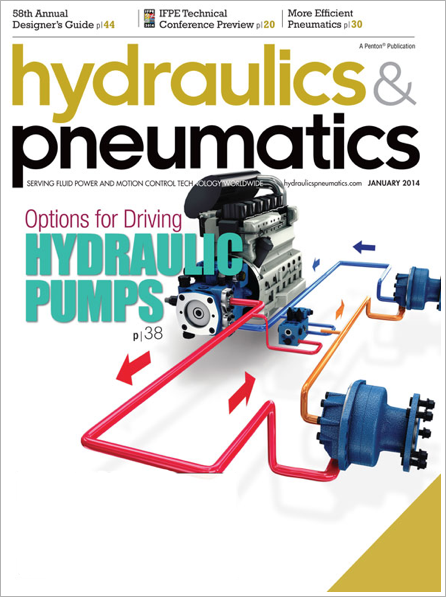 58th Annual
Designer's Guide p|44
IFPE Technical
Conference Preview p|20
More Efficient
Pneumatics p|30
A Penton® Publication
hydraulics &
pneumatics
SERVING FLUID POWER AND MOTION CONTROL TECHNOLOGY WORLDWIDE
hydraulicspneumatics.com JANUARY 2014
Options for Driving
HYDRAULIC
PUMPS
p|38